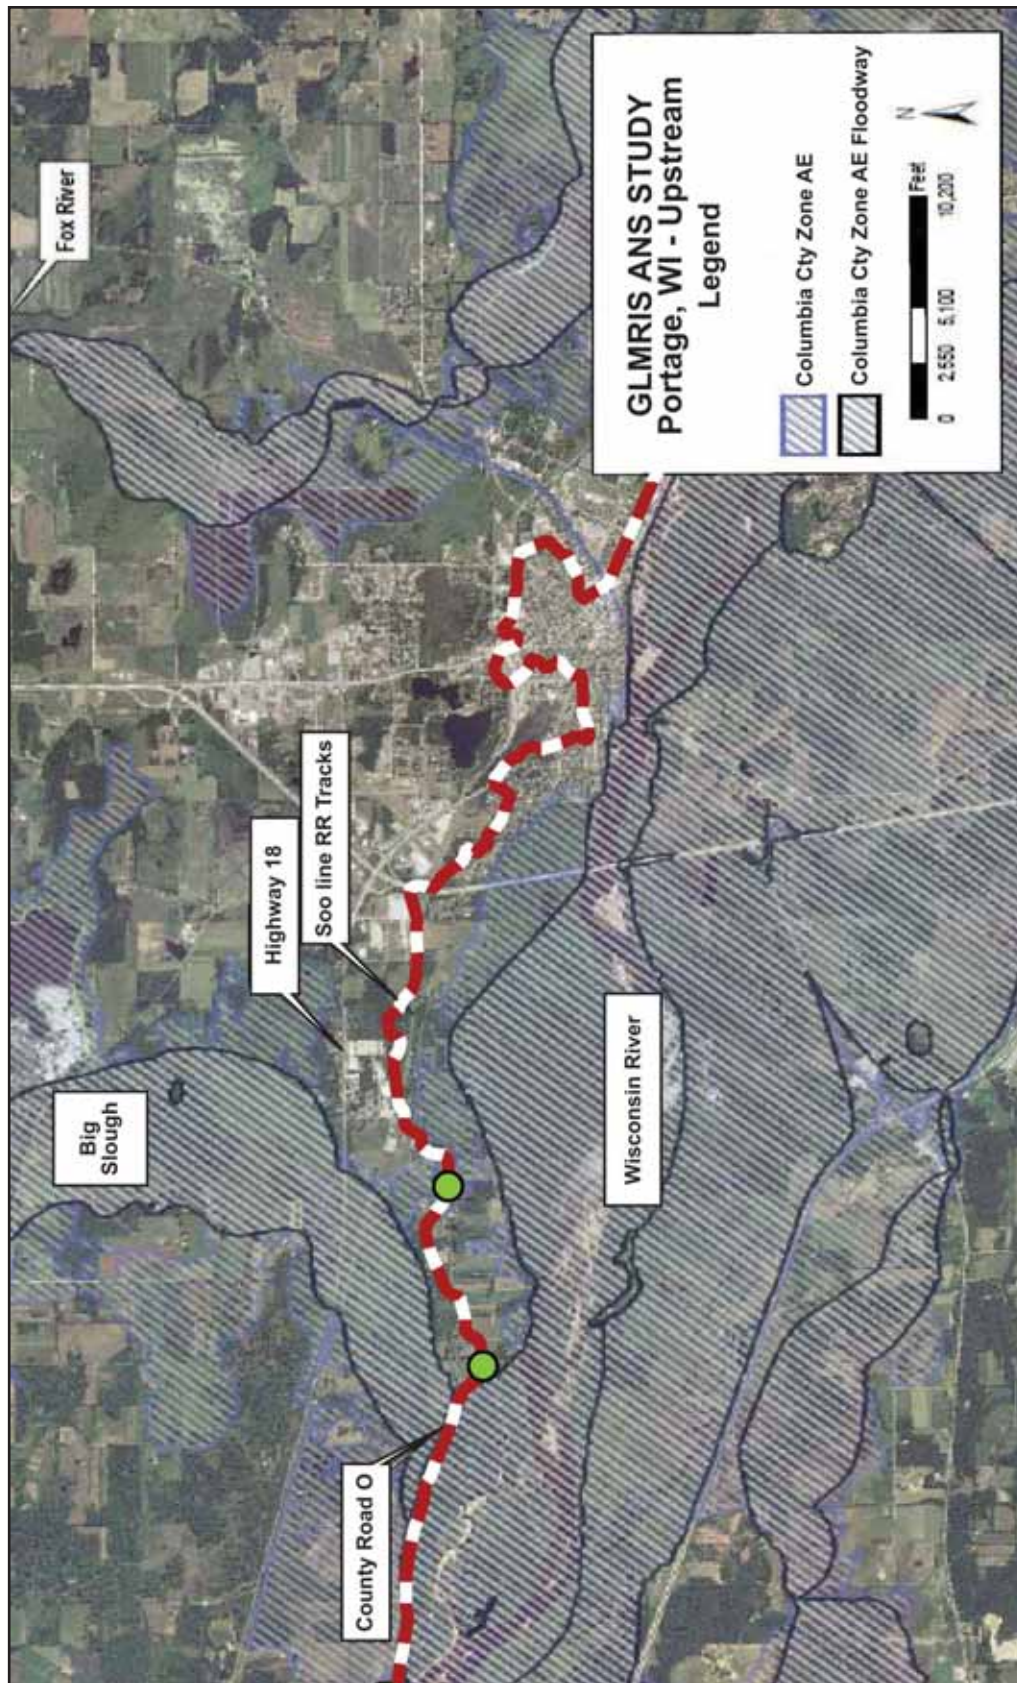 Fox River
GLMRIS ANS STUDY
Portage, WI - Upstream
Legend
Columbia Cty Zone AE
Columbia Cty Zone AE Floodway
N
Feet
0 2,550 5,100 10,200
Big
Slough
Highway 18
Soo line RR Tracks
County Road O
Wisconsin River